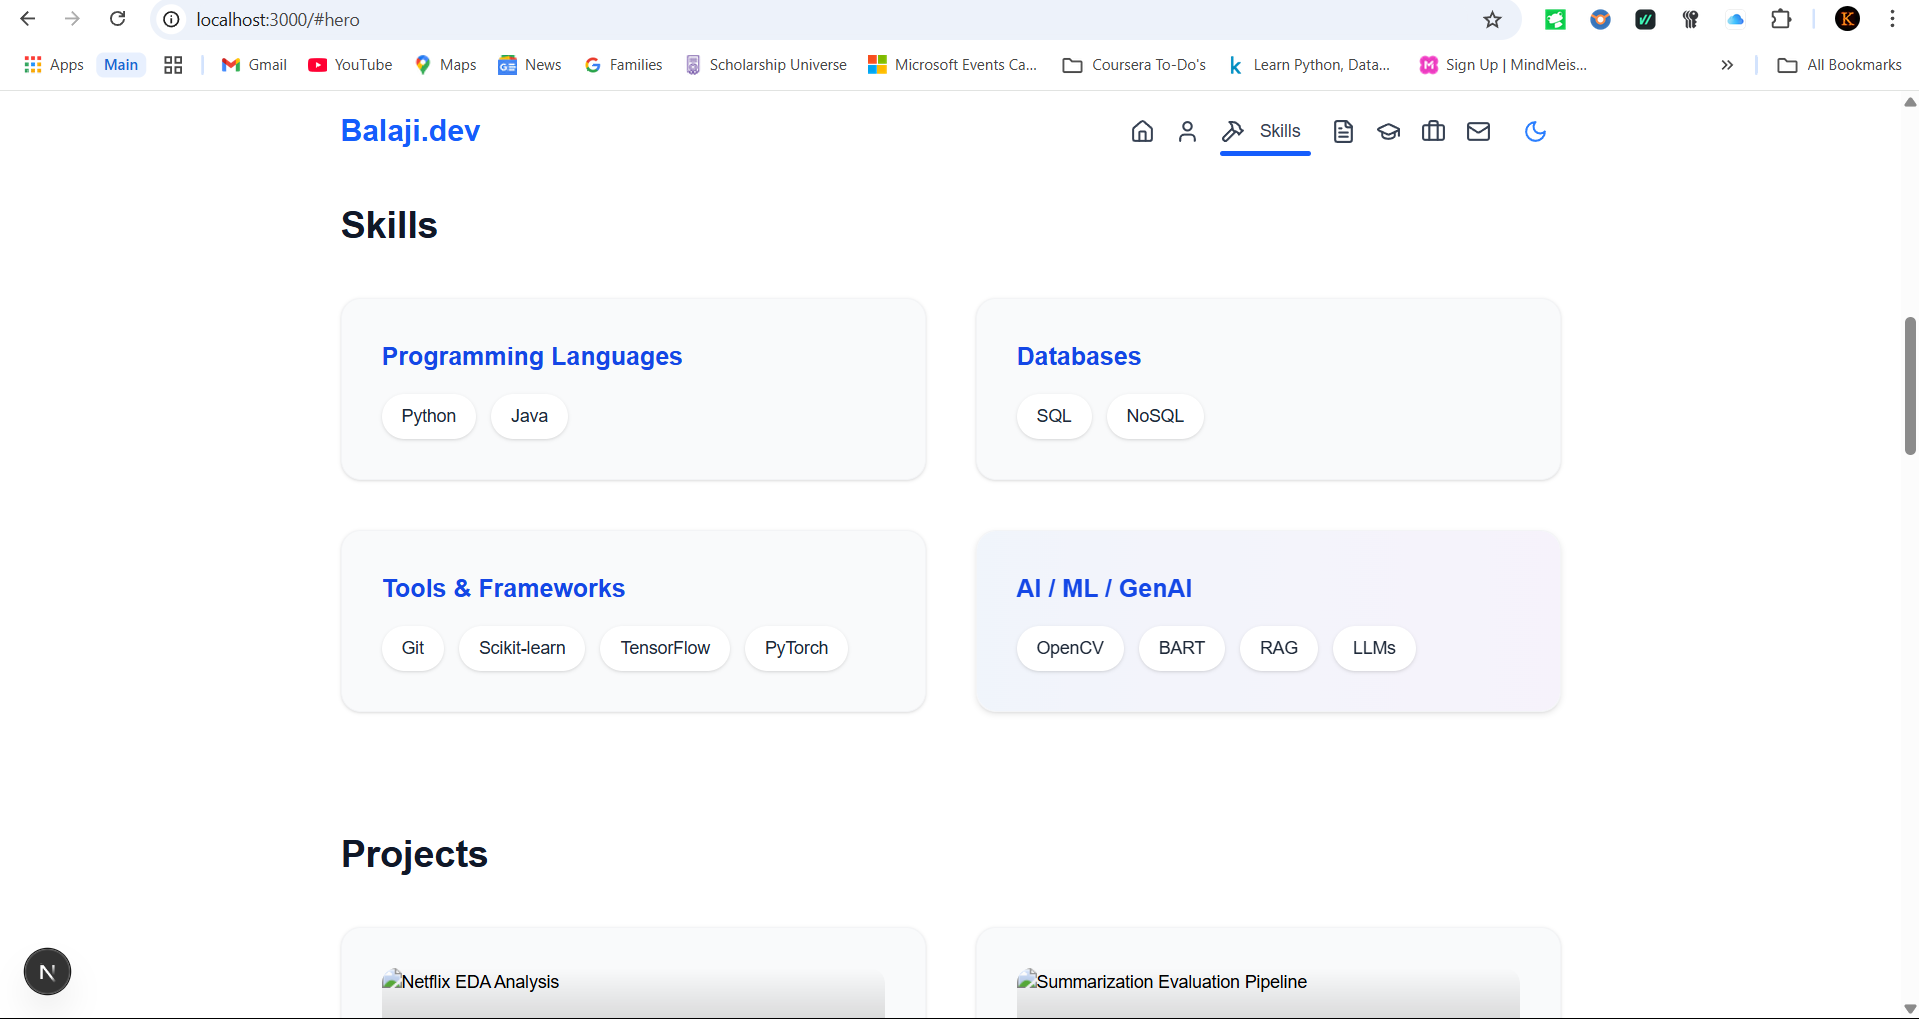 localhost:3000/#hero
K
Apps
Main
Gmail
YouTube
Maps
News
Families
Scholarship Universe
Microsoft Events Ca...
Coursera To-Do's
Learn Python, Data...
Sign Up | MindMeis...
All Bookmarks
Balaji.dev
Skills
Skills
Programming Languages
Python Java
Databases
SQL NoSQL
Tools & Frameworks
Git Scikit-learn TensorFlow PyTorch
AI / ML / GenAI
OpenCV BART RAG LLMs
Projects
Netflix EDA Analysis
Summarization Evaluation Pipeline
N